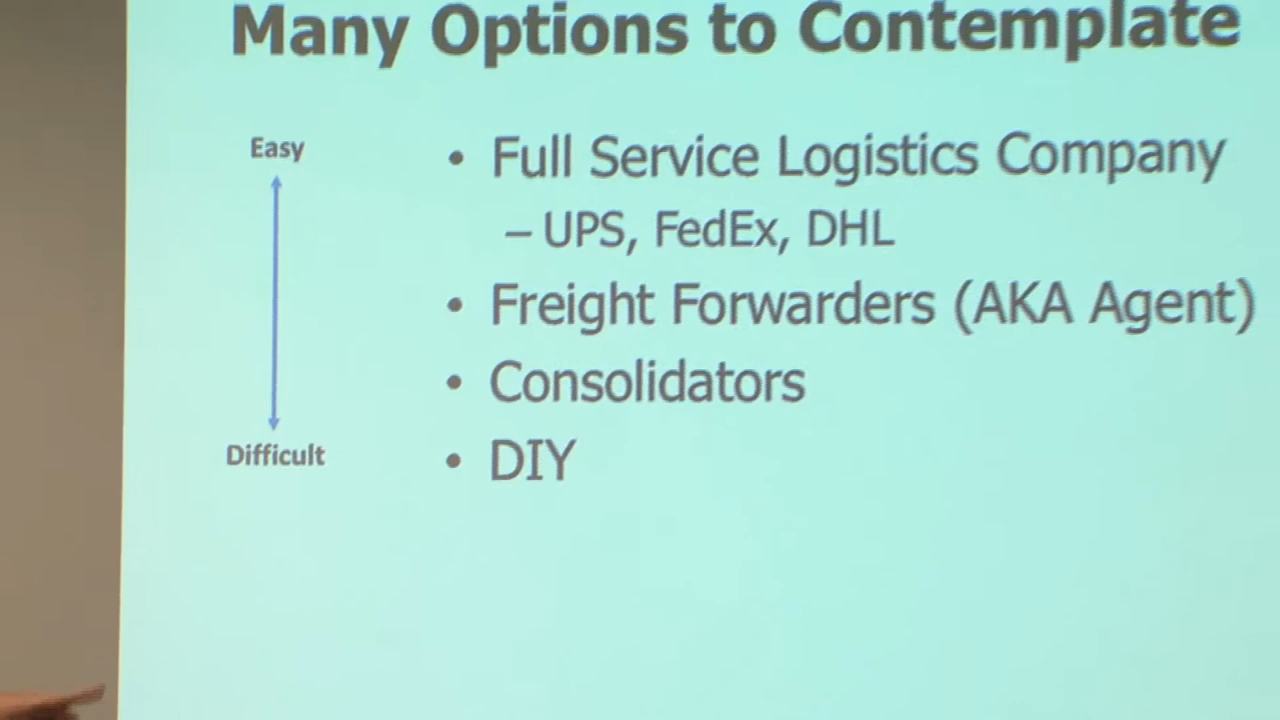 Many Options to Contemplate
Easy
• Full Service Logistics Company
– UPS, FedEx, DHL
• Freight Forwarders (AKA Agent)
• Consolidators
Difficult
• DIY